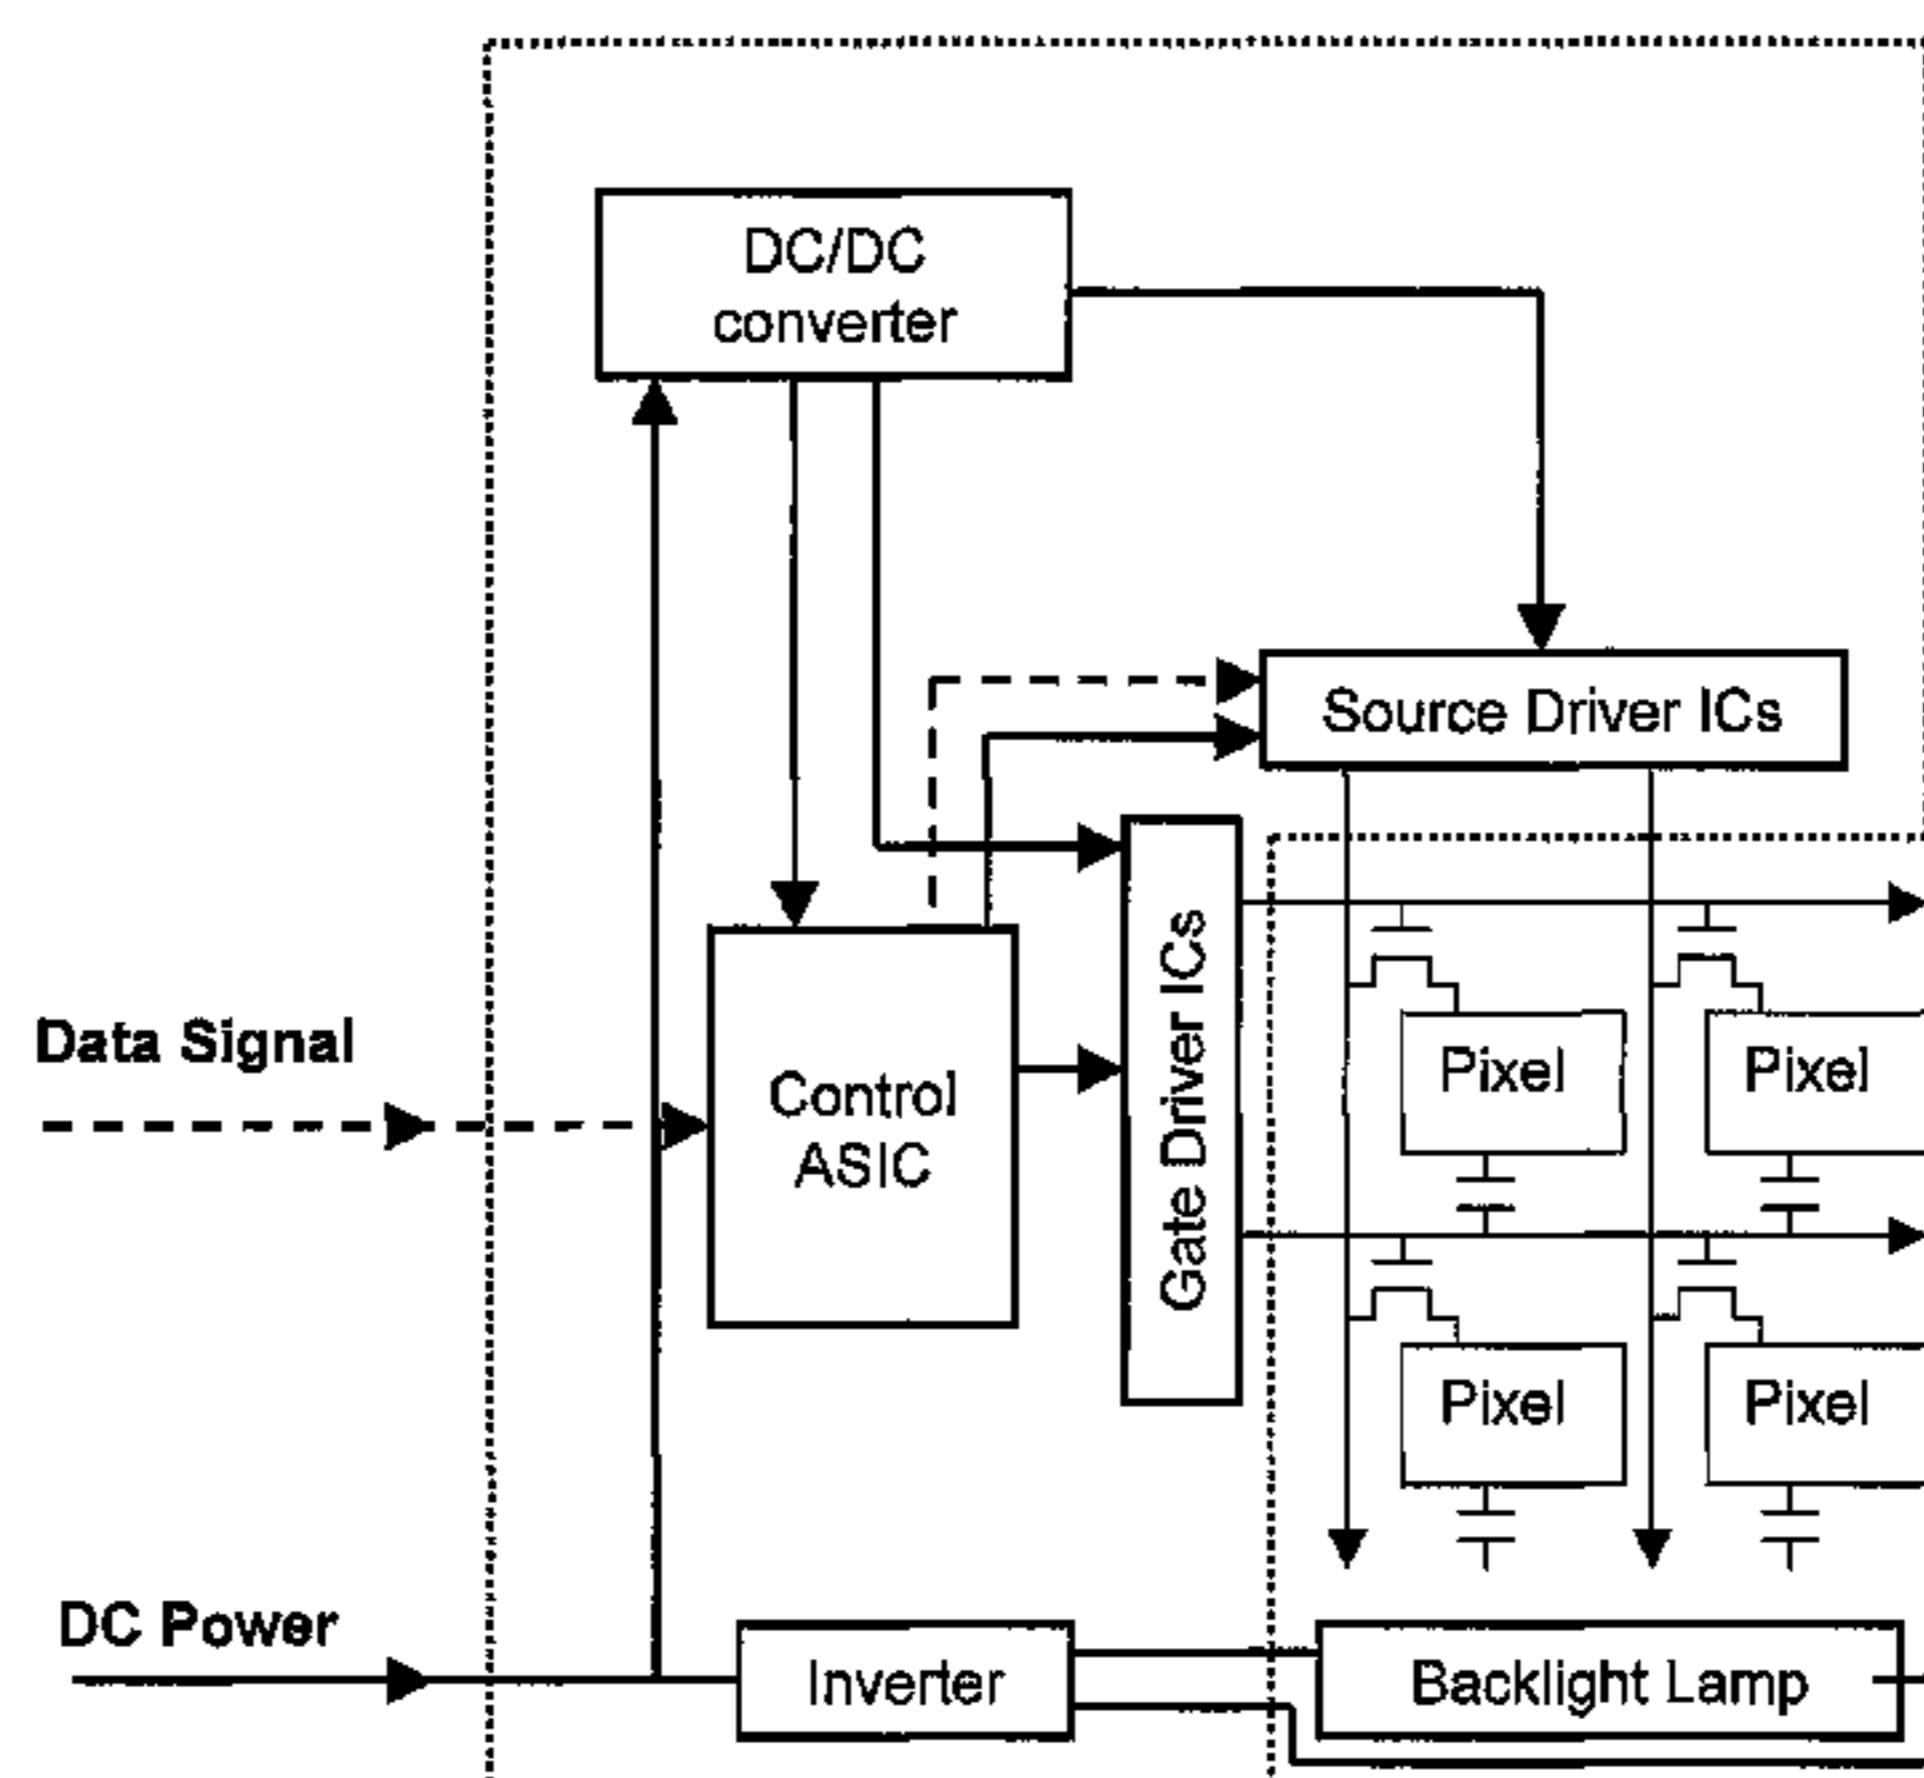 DC/DC
converter
Source Driver ICs
Gate Driver ICs
Data Signal
Control
ASIC
Pixel
Pixel
Pixel
Pixel
DC Power
Inverter
Backlight Lamp